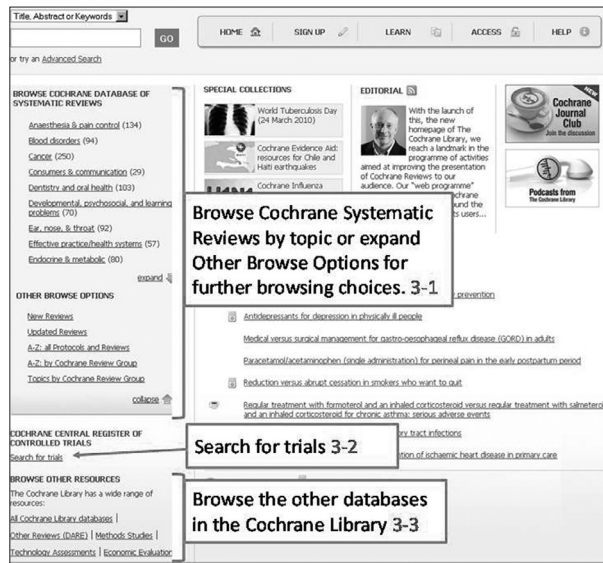 Title, Abstract or Keywords
GO
or try an Advanced Search
HOME
SIGN UP
LEARN
ACCESS
HELP
BROWSE COCHRANE DATABASE OF
SYSTEMATIC REVIEWS
Anaesthesia & pain control (134)
Blood disorders (94)
Cancer (250)
Consumers & communication (29)
Dentistry and oral health (103)
Developmental, psychosocial, and learning
problems (70)
Ear, nose, & throat (92)
Effective practice/health systems (57)
Endocrine & metabolic (80)
expand
OTHER BROWSE OPTIONS
New Reviews
Updated Reviews
A-Z: all Protocols and Reviews
A-Z: by Cochrane Review Group
Topics by Cochrane Review Group
collapse
COCHRANE CENTRAL REGISTER OF
CONTROLLED TRIALS
Search for trials
BROWSE OTHER RESOURCES
The Cochrane Library has a wide range of
resources:
All Cochrane Library databases |
Other Reviews (DARE) | Methods Studies |
Technology Assessments | Economic Evaluation
SPECIAL COLLECTIONS
World Tuberculosis Day
(24 March 2010)
Cochrane Evidence Aid:
resources for Chile and
Haiti earthquakes
Cochrane Influenza
EDITORIAL
With the launch of
this, the new
homepage of The
Cochrane Library, we
reach a landmark in the
programme of activities
aimed at improving the presentation
of Cochrane Reviews to our
audience. Our "web programme"
NEW
Cochrane
Journal
Club
Join the discussion
Podcasts from
The Cochrane Library
Browse Cochrane Systematic
Reviews by topic or expand
Other Browse Options for
further browsing choices. 3-1
prevention
Antidepressants for depression in physically ill people
Medical versus surgical management for gastro-oesophageal reflux disease (GORD) in adults
Paracetamol/acetaminophen (single administration) for perineal pain in the early postpartum period
Reduction versus abrupt cessation in smokers who want to quit
Regular treatment with formoterol and an inhaled corticosteroid versus regular treatment with salmeterol
and an inhaled corticosteroid for chronic asthma: serious adverse events
tract infections
of ischaemic heart disease in primary care
Search for trials 3-2
Browse the other databases
in the Cochrane Library 3-3